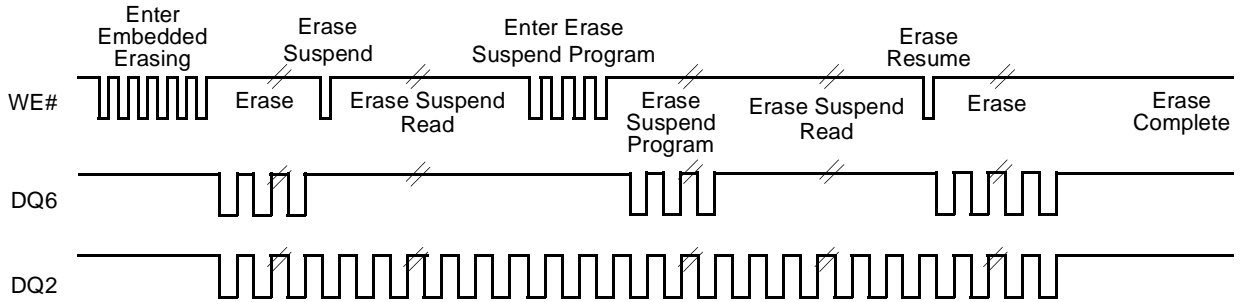 Enter
Embedded
Erasing
Erase
Suspend
Enter Erase
Suspend Program
Erase
Resume
WE#
Erase
Erase Suspend
Read
Erase
Suspend
Program
Erase Suspend
Read
Erase
Erase
Complete
DQ6
DQ2